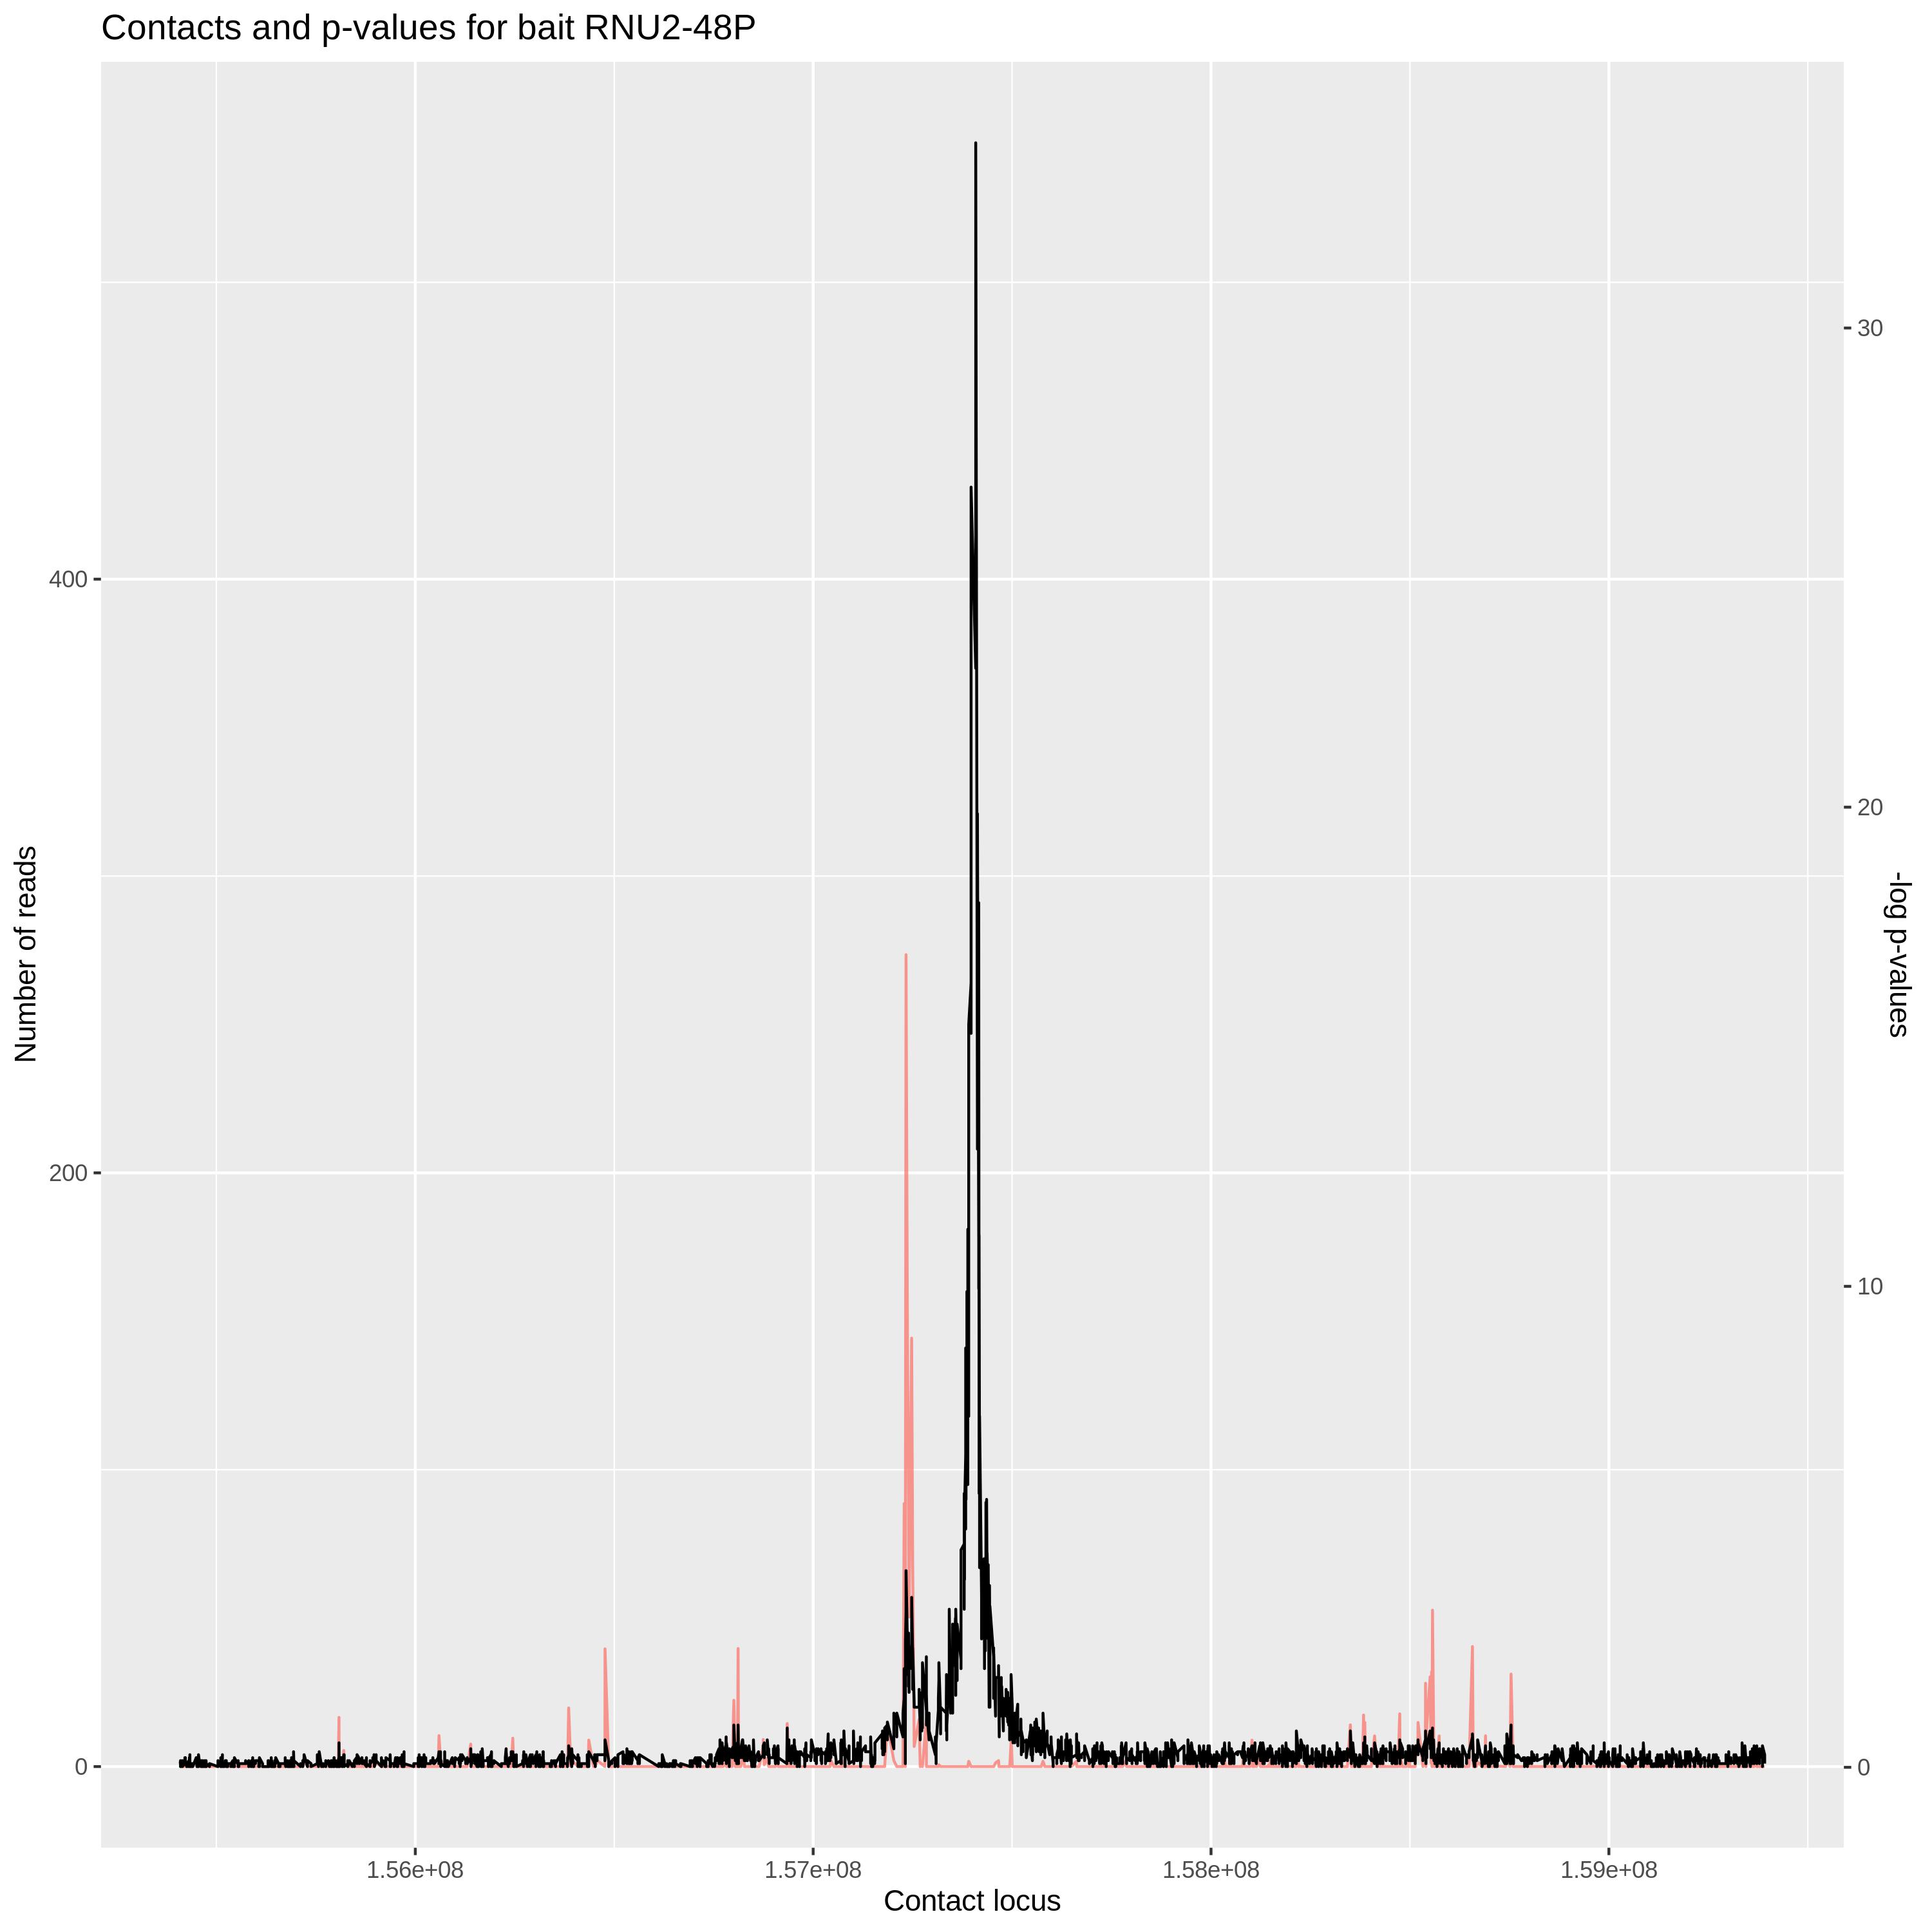 Contacts and p-values for bait RNU2-48P
Number of reads
400
200
0
30
20
10
0
-log p-values
1.56e+08 1.57e+08 1.58e+08 1.59e+08
Contact locus